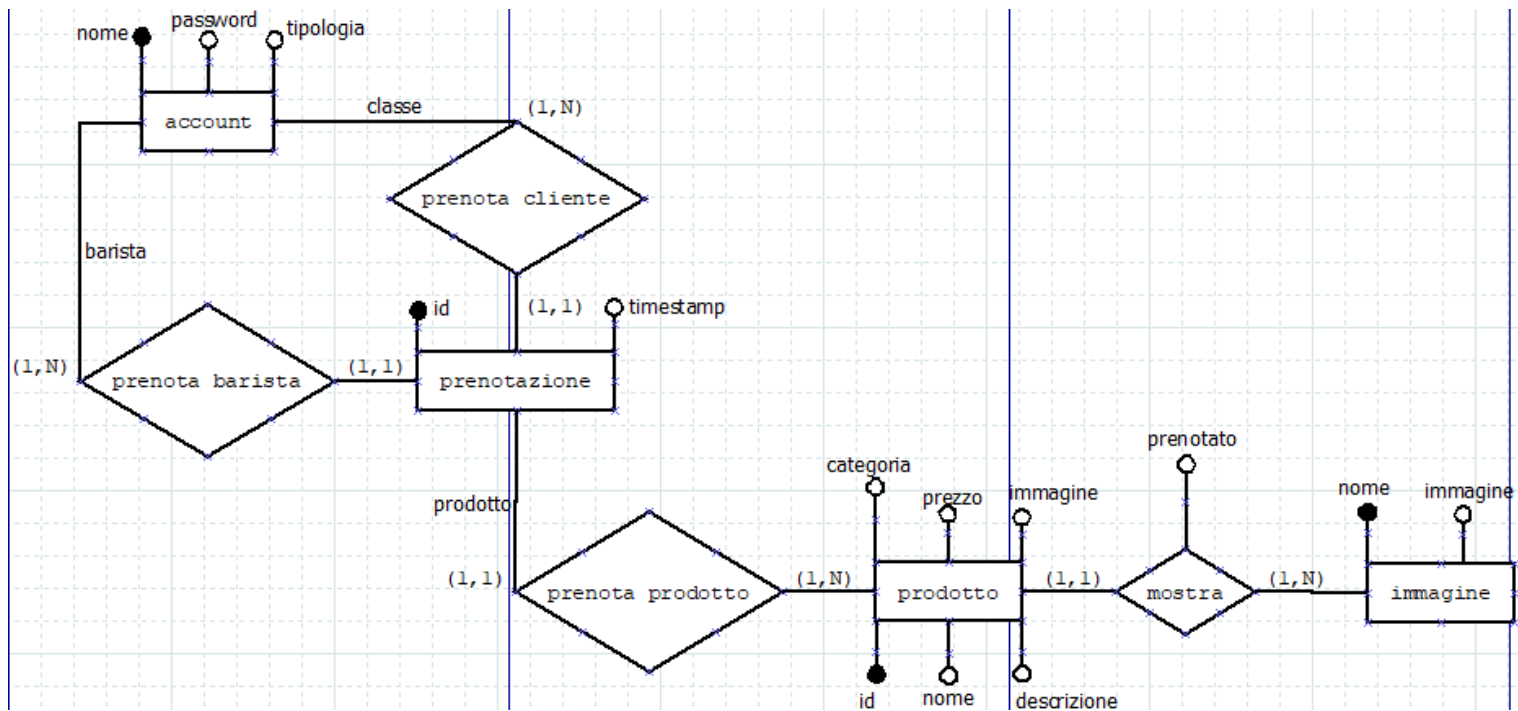 nome
password
tipologia
account
classe
(1,N)
prenota cliente
barista
id
(1,1)
timestamp
(1,N)
prenota barista
(1,1)
prenotazione
prenotato
categoria
prezzo
immagine
nome
immagine
prodotto
(1,1)
prenota prodotto
(1,N)
prodotto
(1,1)
mostra
(1,N)
immagine
id
nome
descrizione